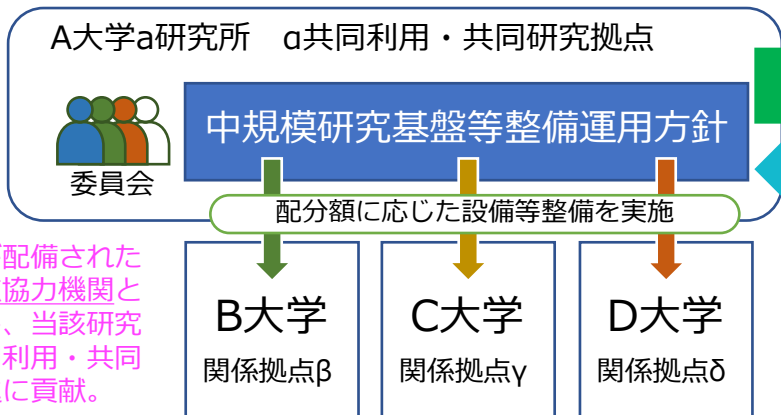 A大学a研究所　α共同利用・共同研究拠点
中規模研究基盤等整備運用方針
委員会
配分額に応じた設備等整備を実施
配備された
協力機関と
、当該研究
利用・共同
に貢献。
B大学
関係拠点β
C大学
関係拠点γ
D大学
関係拠点δ